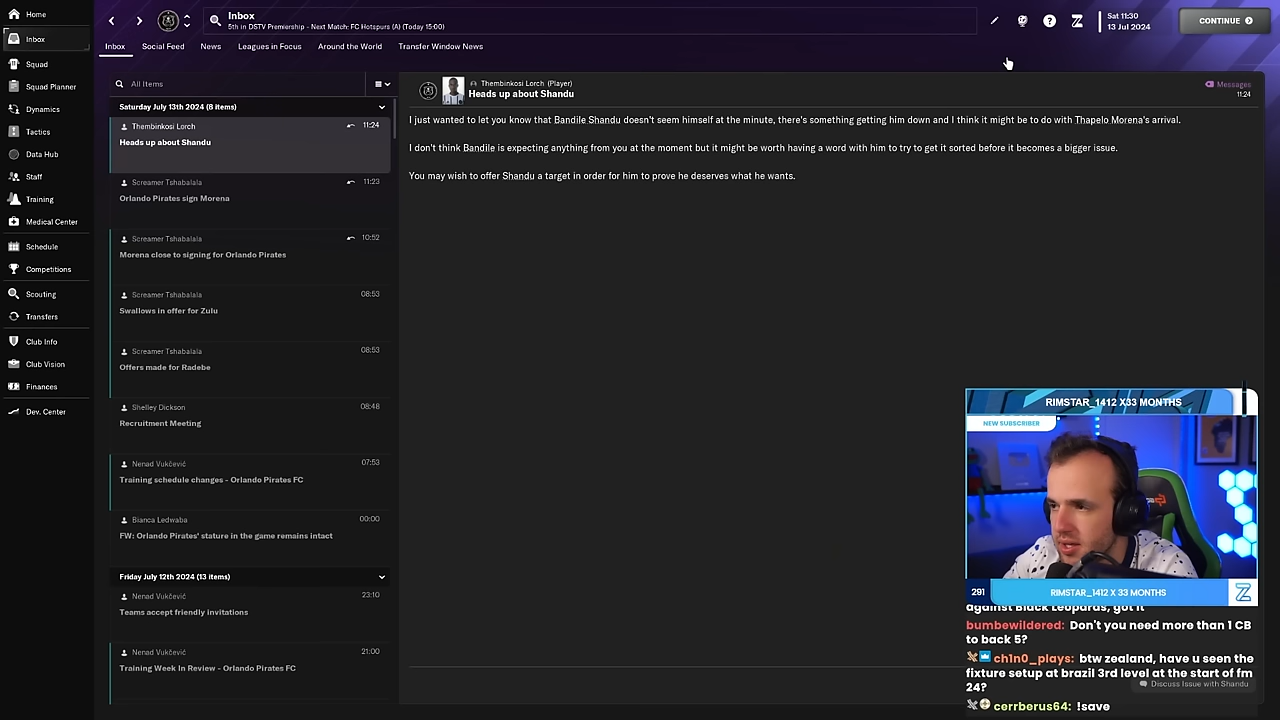 Home
Inbox
Squad
Squad Planner
Dynamics
Tactics
Data Hub
Staff
Training
Medical Center
Schedule
Competitions
Scouting
Transfers
Club Info
Club Vision
Finances
Dev. Center
Inbox
5th in DSTV Premiership - Next Match: FC Hotspurs (A) (Today 15:00)
Sat 11:30
13 Jul 2024
CONTINUE
Inbox Social Feed News Leagues in Focus Around the World Transfer Window News
All Items
Saturday July 13th 2024 (8 items)
Thembinkosi Lorch 11:24
Heads up about Shandu
Screamer Tshabalala 11:23
Orlando Pirates sign Morena
Screamer Tshabalala 10:52
Morena close to signing for Orlando Pirates
Screamer Tshabalala 08:53
Swallows in offer for Zulu
Screamer Tshabalala 08:53
Offers made for Radebe
Shelley Dickson 08:48
Recruitment Meeting
Nenad Vukčević 07:53
Training schedule changes - Orlando Pirates FC
Bianca Ledwaba 00:00
FW: Orlando Pirates' stature in the game remains intact
Friday July 12th 2024 (13 items)
Nenad Vukčević 23:10
Teams accept friendly invitations
Nenad Vukčević 21:00
Training Week In Review - Orlando Pirates FC
Thembinkosi Lorch (Player)
Heads up about Shandu
Messages
11:24
I just wanted to let you know that Bandile Shandu doesn't seem himself at the minute, there's something getting him down and I think it might be to do with Thapelo Morena's arrival.
I don't think Bandile is expecting anything from you at the moment but it might be worth having a word with him to try to get it sorted before it becomes a bigger issue.
You may wish to offer Shandu a target in order for him to prove he deserves what he wants.
RIMSTAR_1412 X33 MONTHS
NEW SUBSCRIBER
291 RIMSTAR_1412 X 33 MONTHS
against Black Leopards, got it
bumbewildered: Don't you need more than 1 CB
to back 5?
ch1n0_plays: btw zealand, have u seen the
fixture setup at brazil 3rd level at the start of fm
24?
Discuss Issue with Shandu
cerrberus64: !save